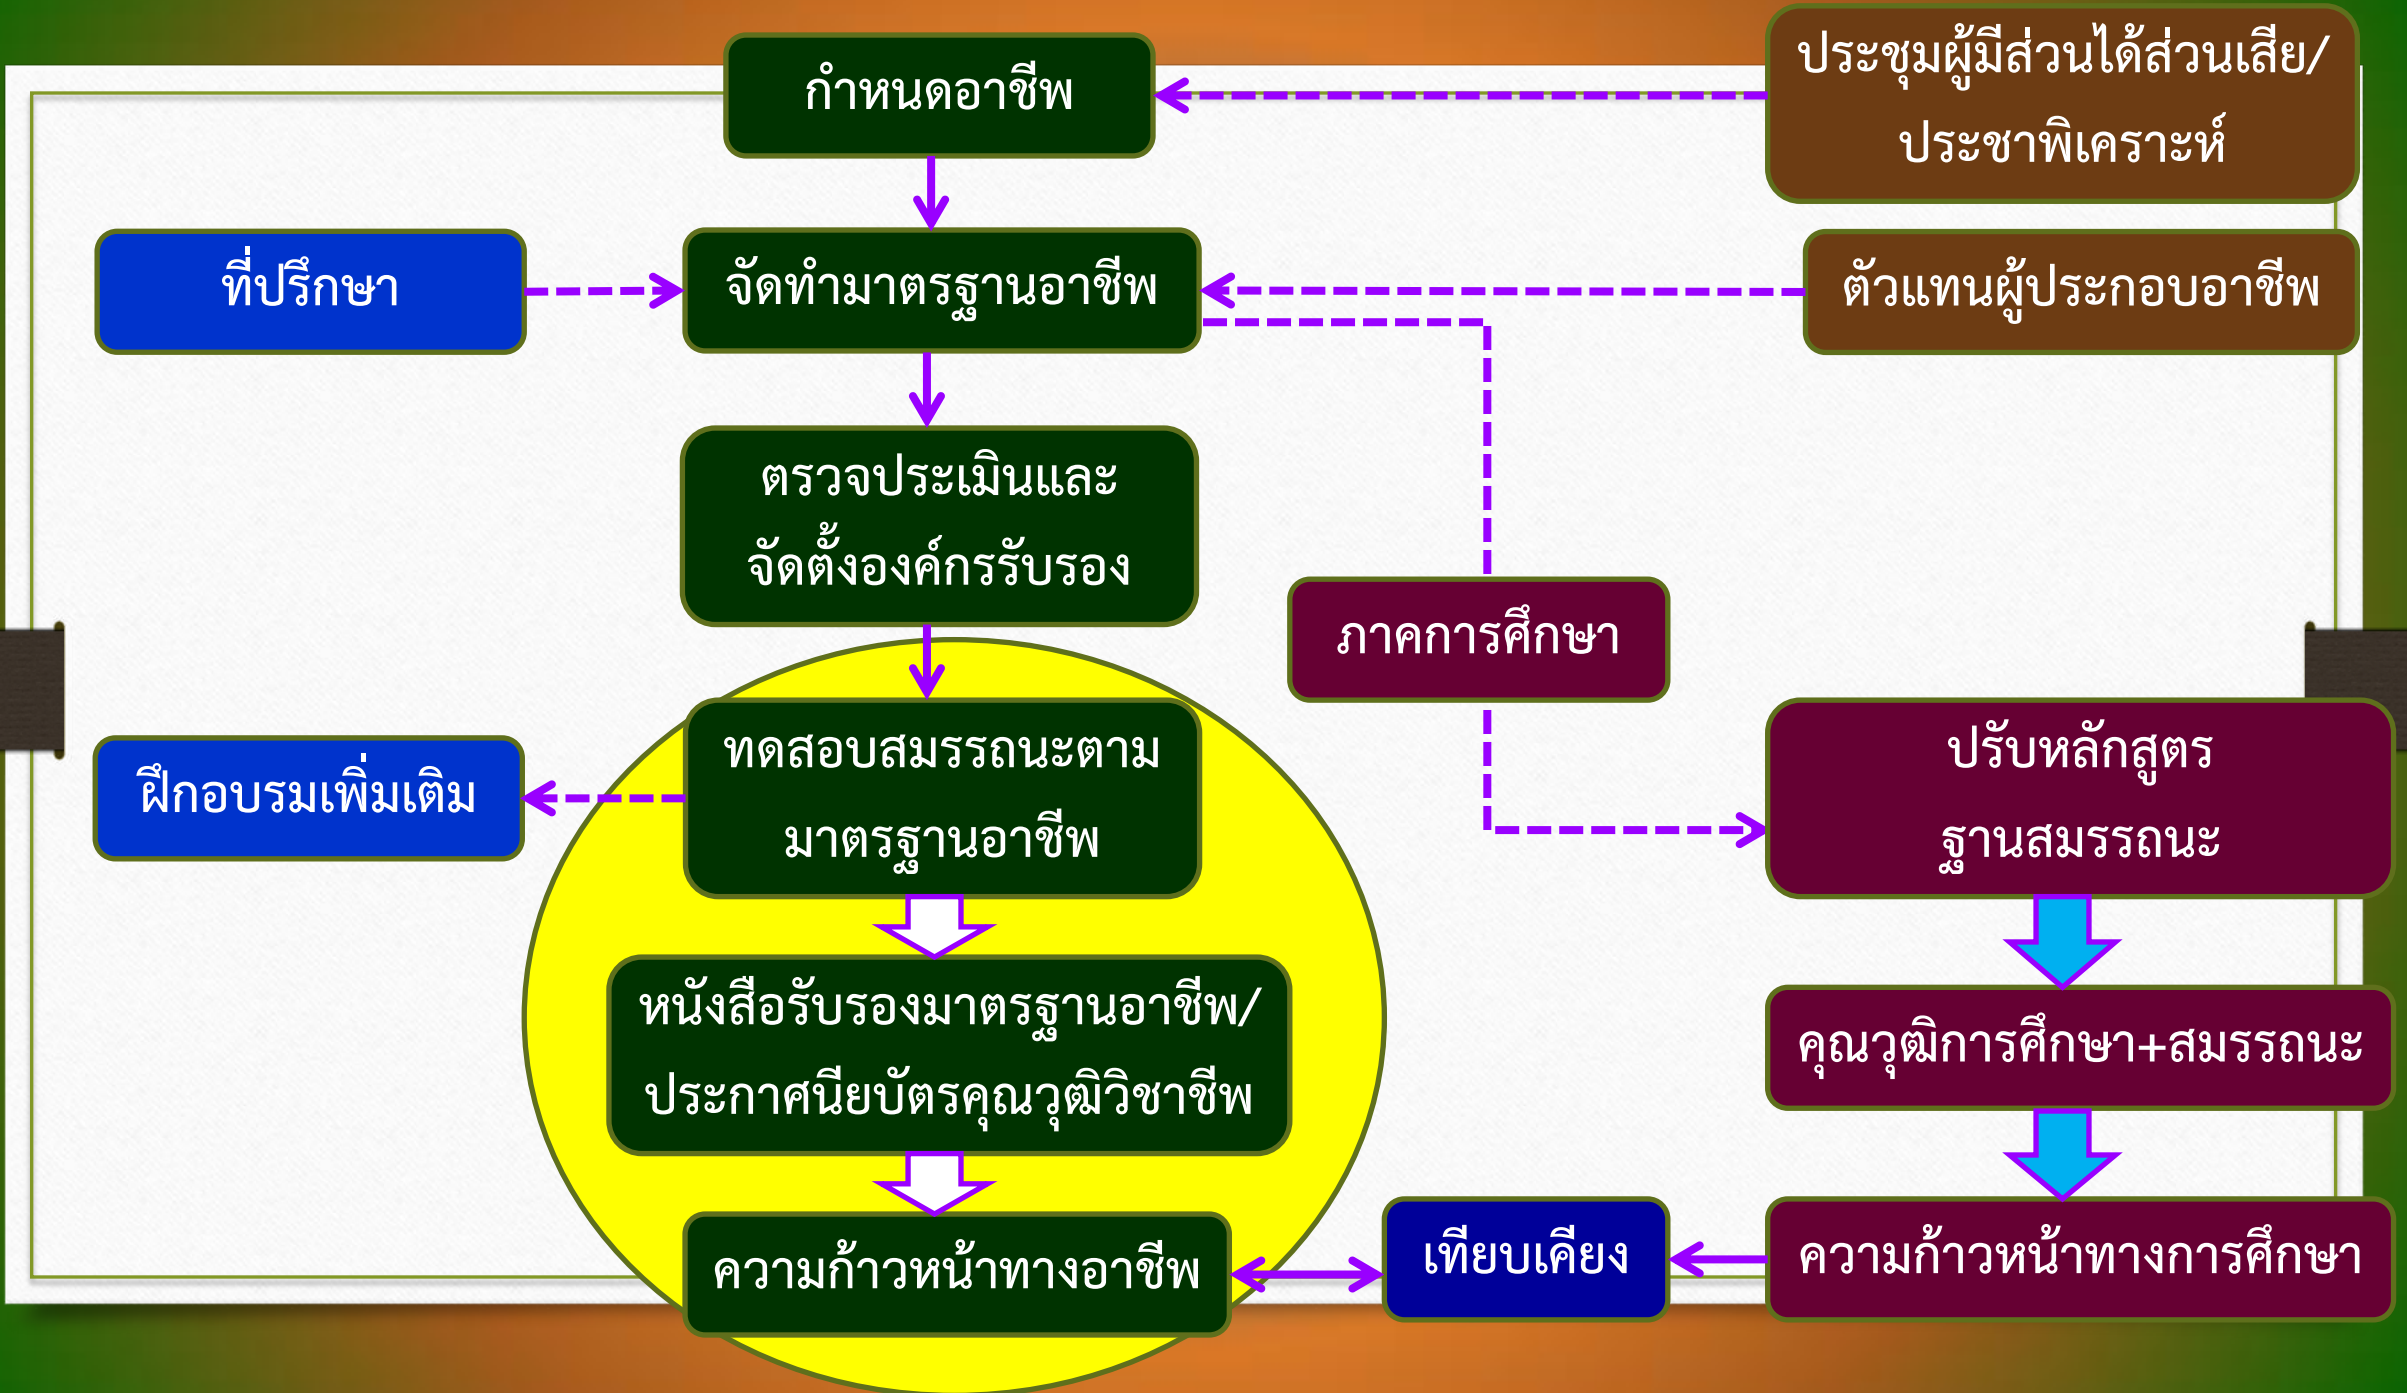 กำหนดอาชีพ
ประชุมผู้มีส่วนได้ส่วนเสีย/
ประชาพิเคราะห์
ที่ปรึกษา
จัดทำมาตรฐานอาชีพ
ตัวแทนผู้ประกอบอาชีพ
ตรวจประเมินและ
จัดตั้งองค์กรรับรอง
ภาคการศึกษา
ฝึกอบรมเพิ่มเติม
ทดสอบสมรรถนะตาม
มาตรฐานอาชีพ
ปรับหลักสูตร
ฐานสมรรถนะ
หนังสือรับรองมาตรฐานอาชีพ/
ประกาศนียบัตรคุณวุฒิวิชาชีพ
คุณวุฒิการศึกษา+สมรรถนะ
ความก้าวหน้าทางอาชีพ
เทียบเคียง
ความก้าวหน้าทางการศึกษา